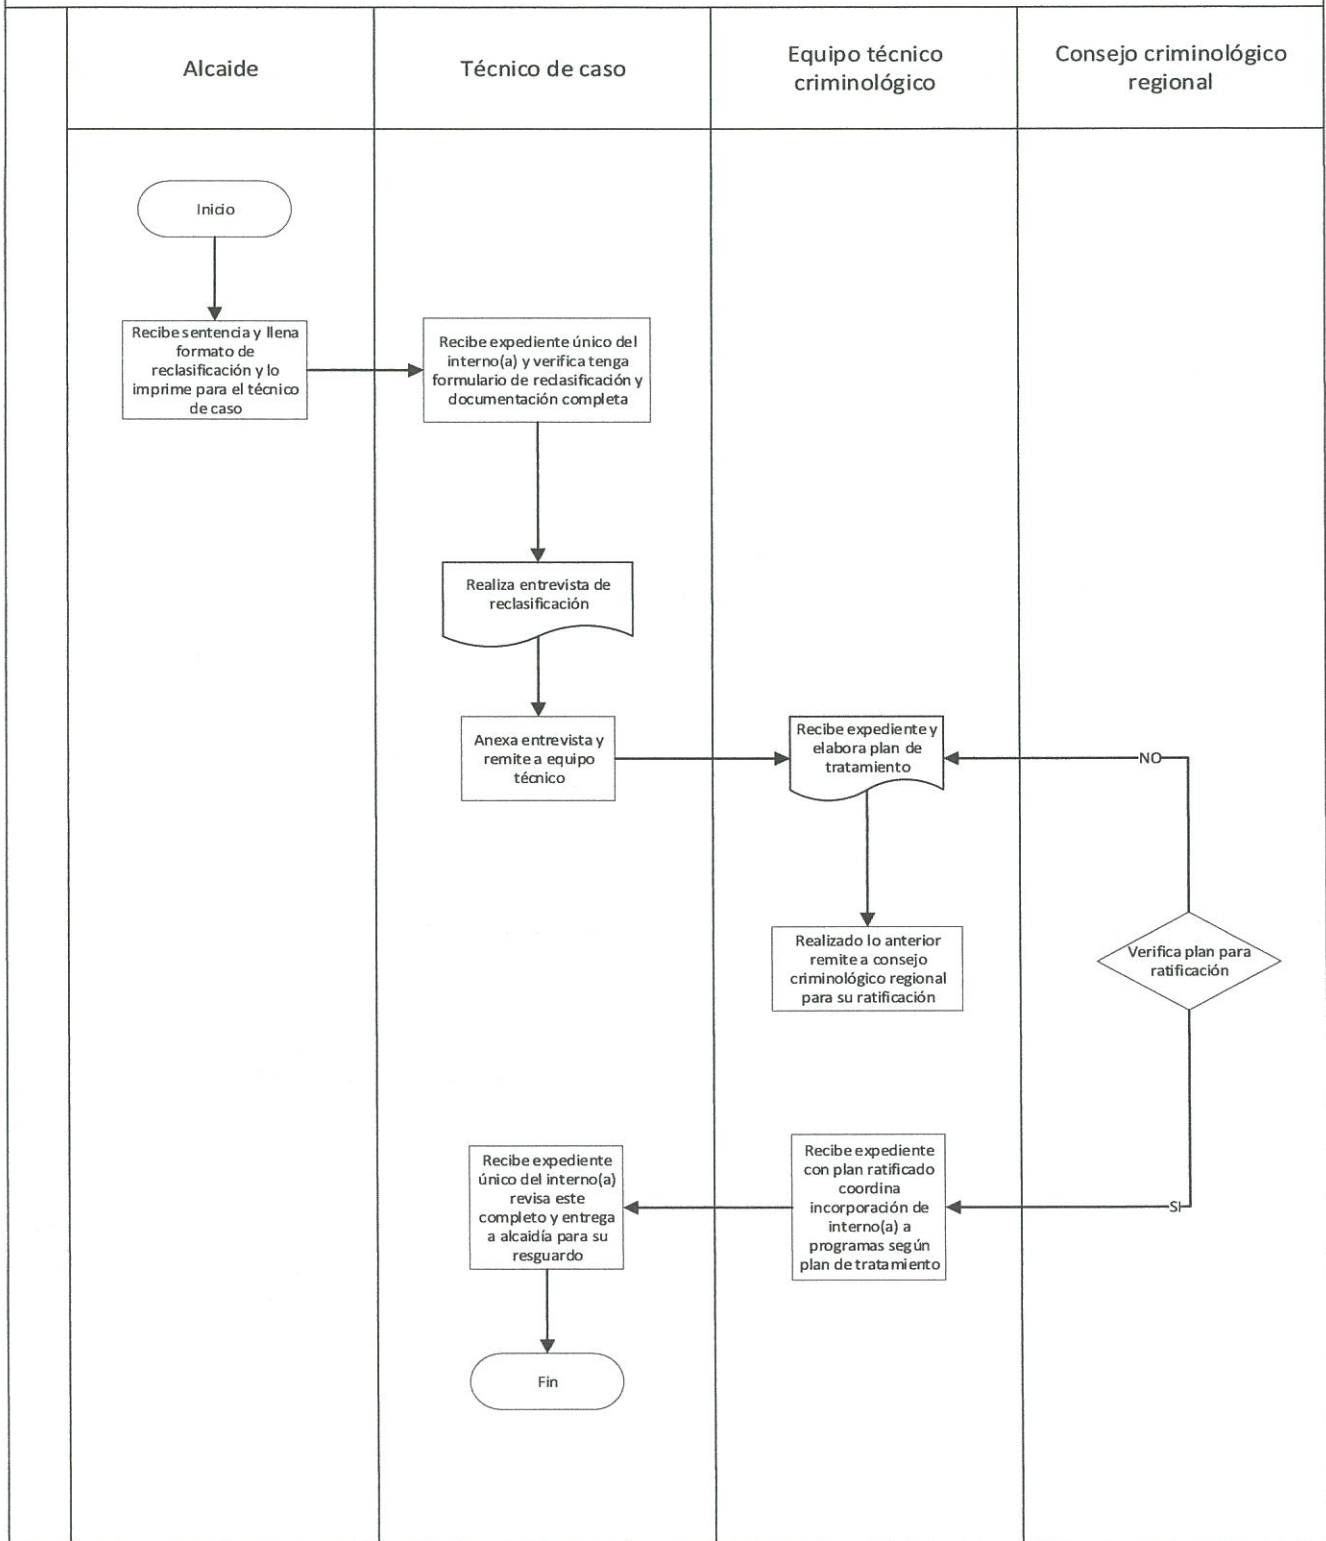 Alcaide
Técnico de caso
Equipo técnico
criminológico
Consejo criminológico
regional
Inicio
Recibe sentencia y llena
formato de
reclasificación y lo
imprime para el técnico
de caso
Recibe expediente único del
interno(a) y verifica tenga
formulario de reclasificación y
documentación completa
Realiza entrevista de
reclasificación
Anexa entrevista y
remite a equipo
técnico
Recibe expediente y
elabora plan de
tratamiento
NO
Realizado lo anterior
remite a consejo
criminológico regional
para su ratificación
Verifica plan para
ratificación
SI
Recibe expediente
con plan ratificado
coordina
incorporación de
interno(a) a
programas según
plan de tratamiento
Recibe expediente
único del interno(a)
revisa este
completo y entrega
a alcaidía para su
resguardo
Fin